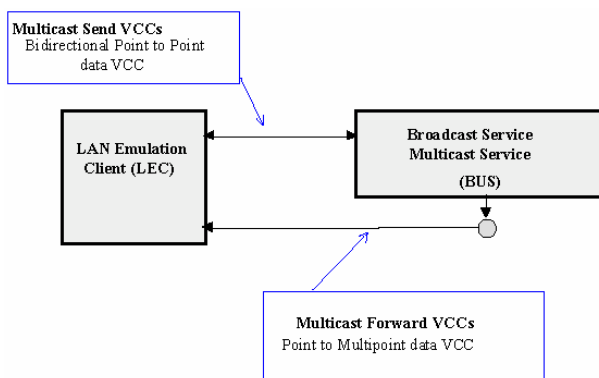 Multicast Send VCCs
Bidirectional Point to Point
data VCC
LAN Emulation
Client (LEC)
Broadcast Service
Multicast Service
(BUS)
Multicast Forward VCCs
Point to Multipoint data VCC